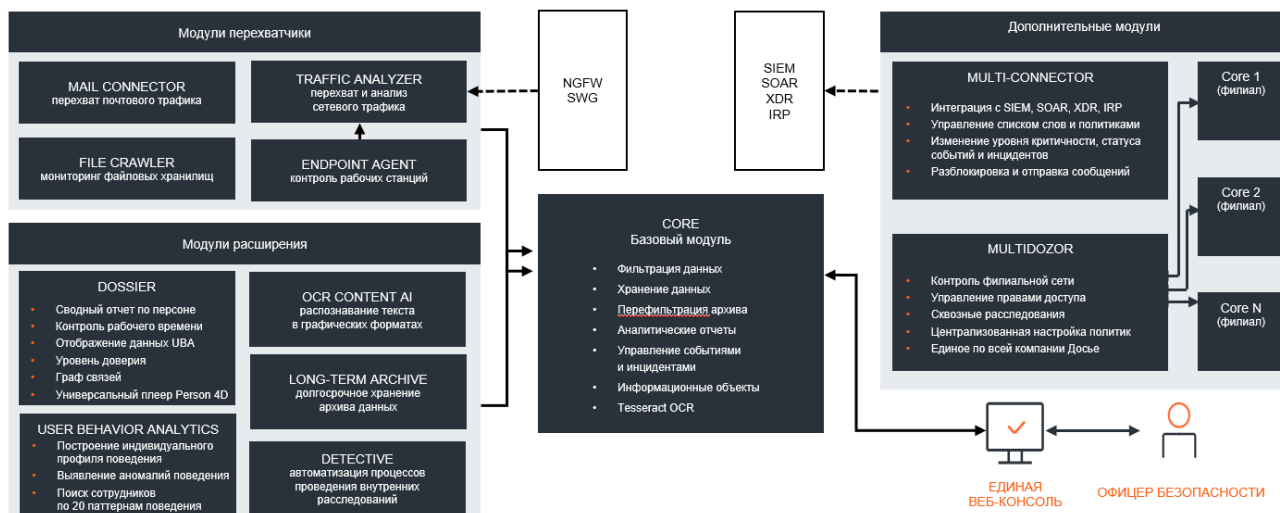 Модули перехватчики
MAIL CONNECTOR
перехват почтового трафика
TRAFFIC ANALYZER
перехват и анализ
сетевого трафика
FILE CRAWLER
мониторинг файловых хранилищ
ENDPOINT AGENT
контроль рабочих станций
Модули расширения
DOSSIER
• Сводный отчет по персоне
• Контроль рабочего времени
• Отображение данных UBA
• Уровень доверия
• Граф связей
• Универсальный плеер Person 4D
USER BEHAVIOR ANALYTICS
• Построение индивидуального
профиля поведения
• Выявление аномалий поведения
• Поиск сотрудников
по 20 паттернам поведения
OCR CONTENT AI
распознавание текста
в графических форматах
LONG-TERM ARCHIVE
долгосрочное хранение
архива данных
DETECTIVE
автоматизация процессов
проведения внутренних
расследований
NGFW
SWG
SIEM
SOAR
XDR
IRP
CORE
Базовый модуль
• Фильтрация данных
• Хранение данных
• Перефильтрация архива
• Аналитические отчеты
• Управление событиями
и инцидентами
• Информационные объекты
• Tesseract OCR
Дополнительные модули
MULTI-CONNECTOR
• Интеграция с SIEM, SOAR, XDR, IRP
• Управление списком слов и политиками
• Изменение уровня критичности, статуса
событий и инцидентов
• Разблокировка и отправка сообщений
MULTIDOZOR
• Контроль филиальной сети
• Управление правами доступа
• Сквозные расследования
• Централизованная настройка политик
• Единое по всей компании Досье
Core 1
(филиал)
Core 2
(филиал)
Core N
(филиал)
ЕДИНАЯ
ВЕБ-КОНСОЛЬ
ОФИЦЕР БЕЗОПАСНОСТИ